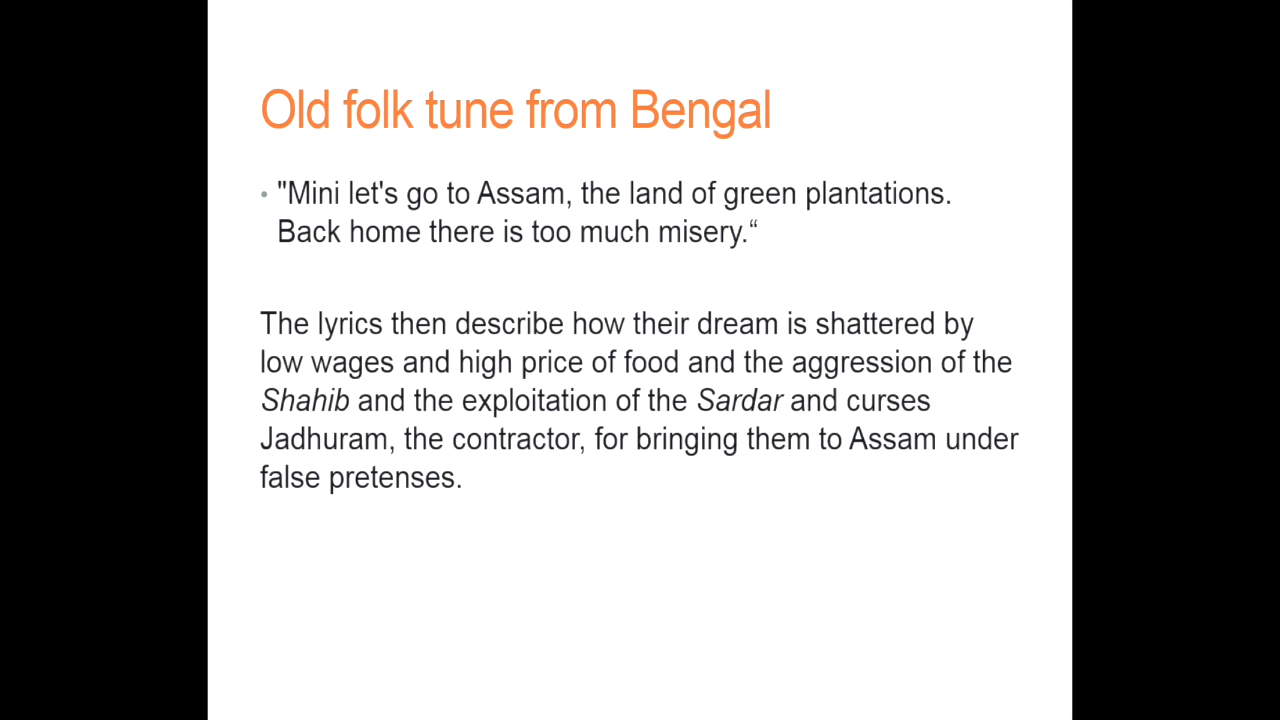 Old folk tune from Bengal
• "Mini let's go to Assam, the land of green plantations.
Back home there is too much misery.“
The lyrics then describe how their dream is shattered by
low wages and high price of food and the aggression of the
Shahib and the exploitation of the Sardar and curses
Jadhuram, the contractor, for bringing them to Assam under
false pretenses.